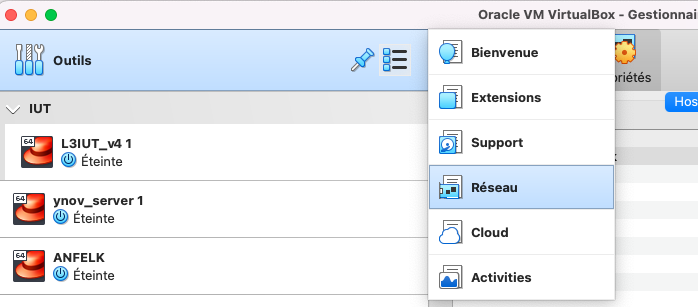 Oracle VM VirtualBox - Gestionnai
Outils
Bienvenue
riétés
Extensions
Hos
IUT
64
L3IUT_v4 1
Éteinte
Support
64
ynov_server 1
Éteinte
Réseau
Cloud
64
ANFELK
Éteinte
Activities